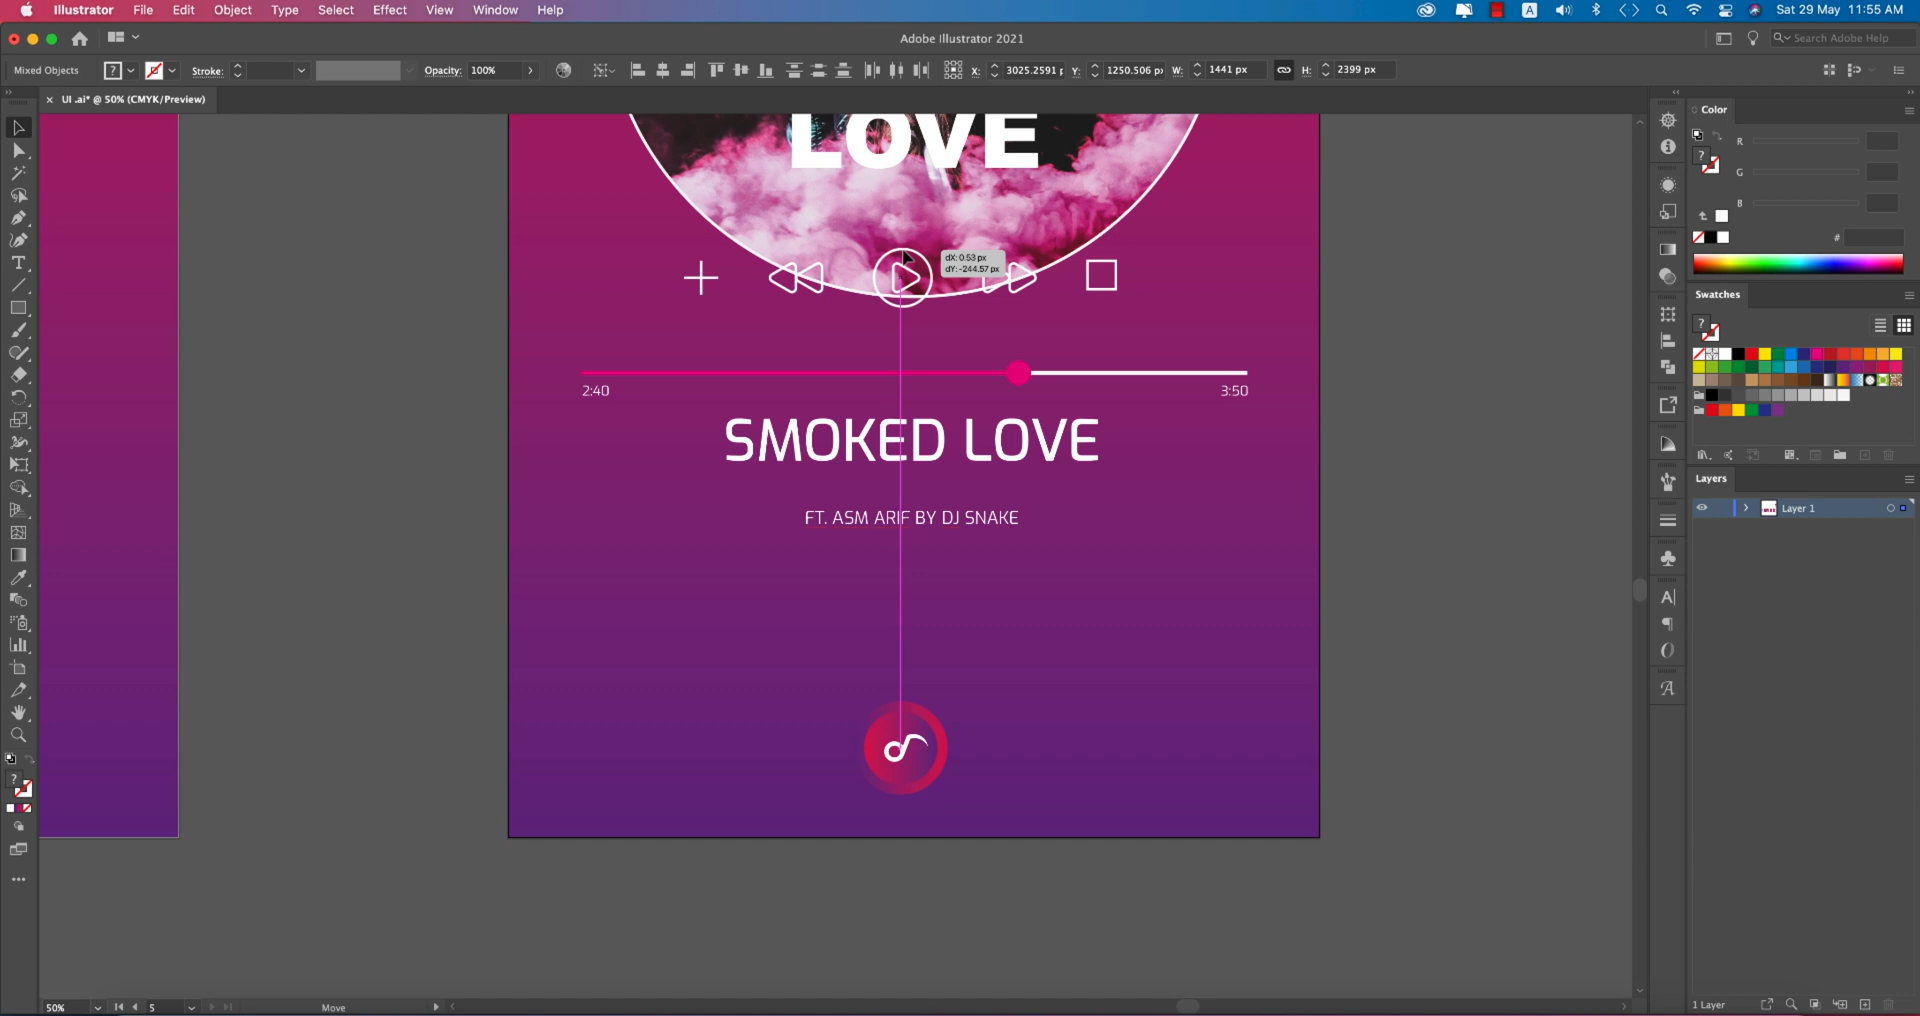 Illustrator File Edit Object Type Select Effect View Window Help
A Sat 29 May 11:55 AM
Adobe Illustrator 2021
Search Adobe Help
Mixed Objects ? Stroke: Opacity: 100% X: 3025.2591 Y: 1250.506 px W: 1441 px H: 2399 px
× UI .ai* @ 50% (CMYK/Preview)
Color
R
G
B
#
LOVE
dX: 0.53 px
dY: -244.57 px
2:40 3:50
SMOKED LOVE
FT. ASM ARIF BY DJ SNAKE
Swatches
Layers
Layer 1
50% 5 Move
1 Layer